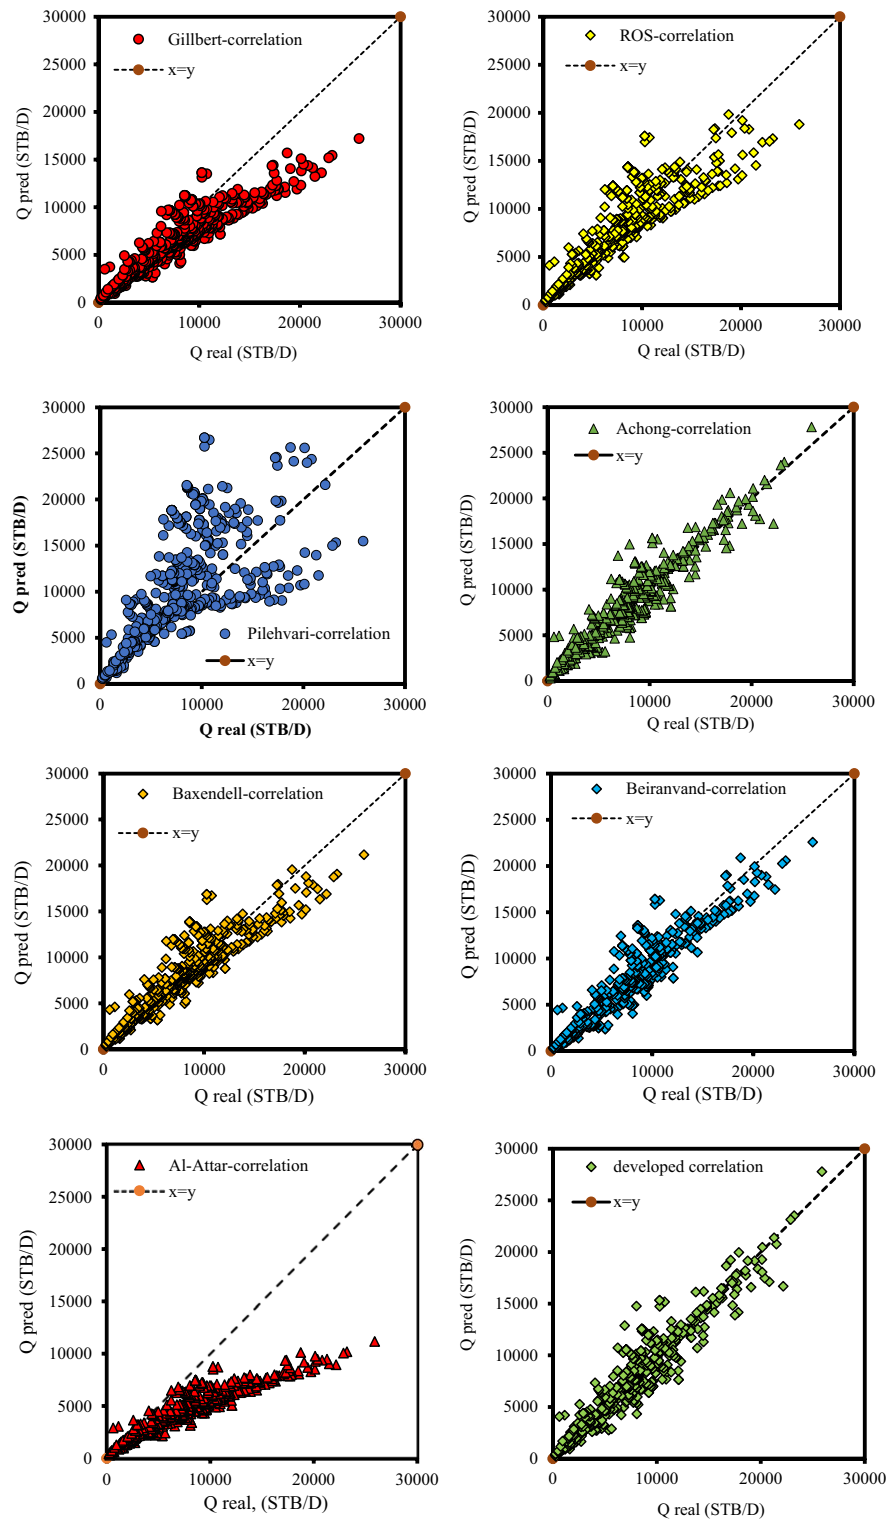 Gillbert-correlation
x=y
30000
25000
20000
15000
10000
5000
0
Q pred (STB/D)
0 10000 20000 30000
Q real (STB/D)
ROS-correlation
x=y
30000
25000
20000
15000
10000
5000
0
Q pred (STB/D)
0 10000 20000 30000
Q real (STB/D)
30000
25000
20000
15000
10000
5000
0
Q pred (STB/D)
Pilehvari-correlation
x=y
0 10000 20000 30000
Q real (STB/D)
Achong-correlation
x=y
30000
25000
20000
15000
10000
5000
0
Q pred (STB/D)
0 10000 20000 30000
Q real (STB/D)
Baxendell-correlation
x=y
30000
25000
20000
15000
10000
5000
0
Q pred (STB/D)
0 10000 20000 30000
Q real (STB/D)
Beiranvand-correlation
x=y
30000
25000
20000
15000
10000
5000
0
Q pred (STB/D)
0 10000 20000 30000
Q real (STB/D)
Al-Attar-correlation
x=y
30000
25000
20000
15000
10000
5000
0
Q pred (STB/D)
0 10000 20000 30000
Q real, (STB/D)
developed correlation
x=y
30000
25000
20000
15000
10000
5000
0
Q pred (STB/D)
0 10000 20000 30000
Q real (STB/D)